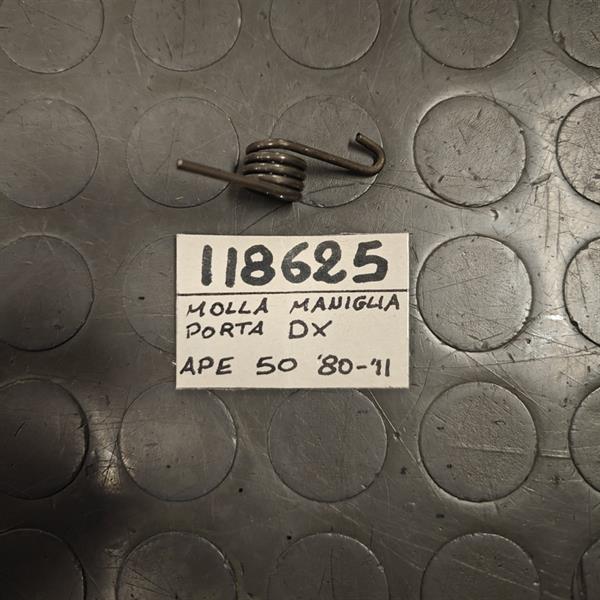 118625
MOLLA MANIGLIA
PORTA DX
APE 50 '80-'11